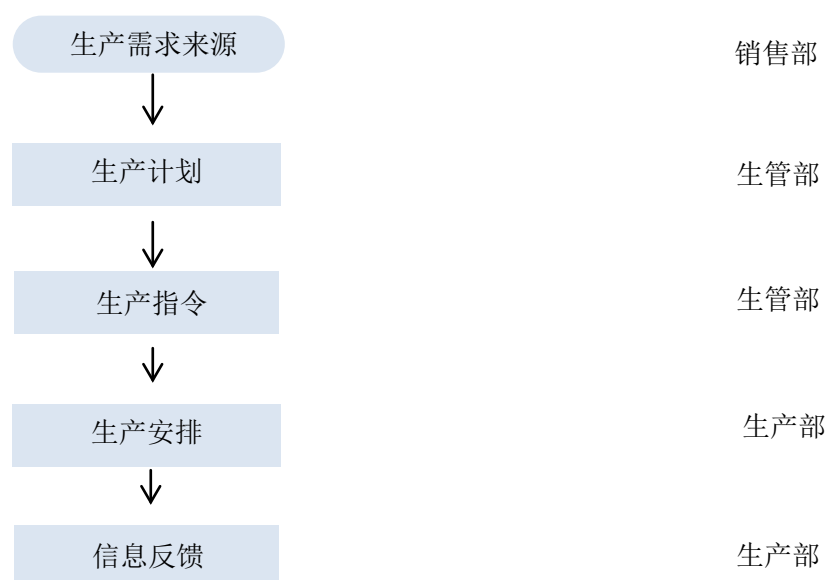 生产需求来源 销售部
生产计划 生管部
生产指令 生管部
生产安排 生产部
信息反馈 生产部